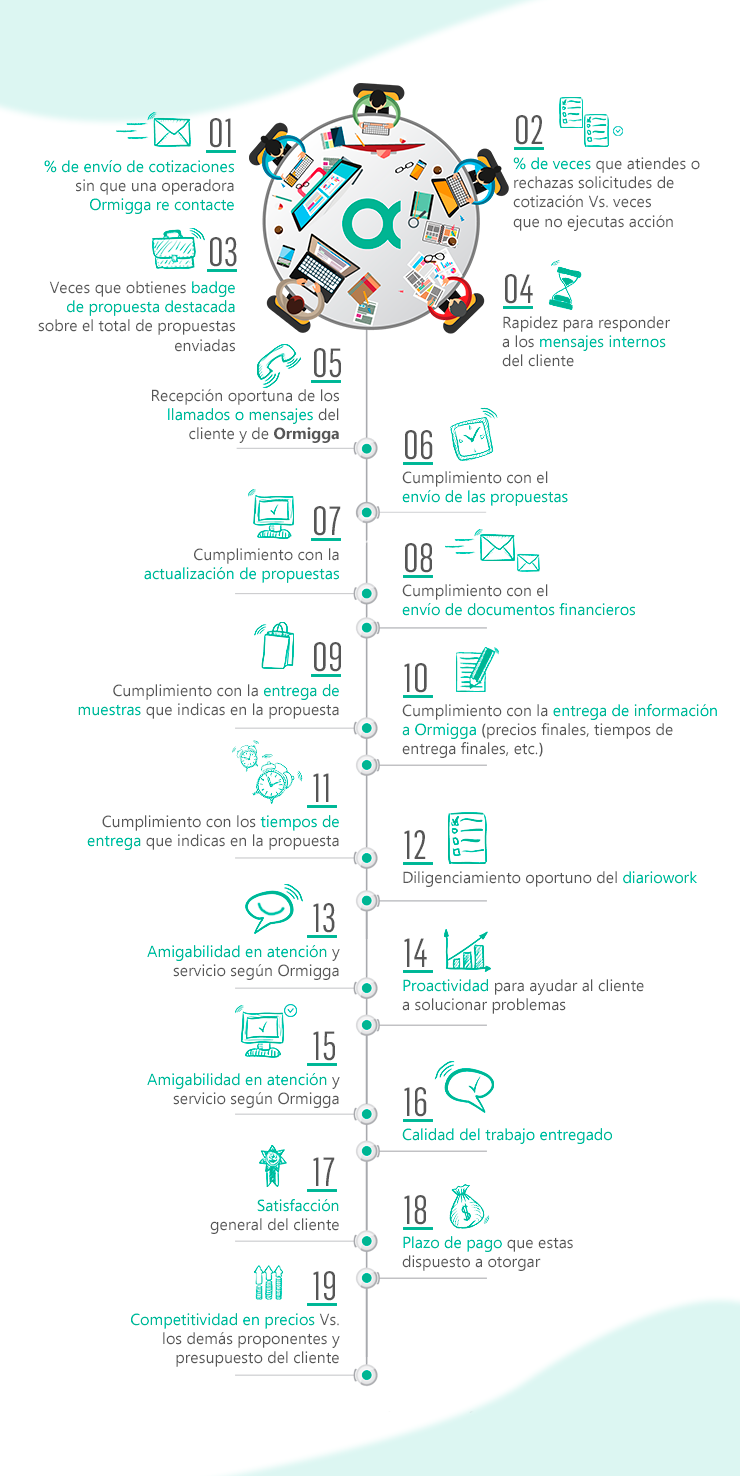 01
% de envío de cotizaciones
sin que una operadora
Ormigga re contacte
02
% de veces que atiendes o
rechazas solicitudes de
cotización Vs. veces
que no ejecutas acción
03
Veces que obtienes badge
de propuesta destacada
sobre el total de propuestas
enviadas
04
Rapidez para responder
a los mensajes internos
del cliente
05
Recepción oportuna de los
llamados o mensajes del
cliente y de Ormigga
06
Cumplimiento con el
envío de las propuestas
07
Cumplimiento con la
actualización de propuestas
08
Cumplimiento con el
envío de documentos financieros
09
Cumplimiento con la entrega de
muestras que indicas en la propuesta
10
Cumplimiento con la entrega de información
a Ormigga (precios finales, tiempos de
entrega finales, etc.)
11
Cumplimiento con los tiempos de
entrega que indicas en la propuesta
12
Diligenciamiento oportuno del diariowork
13
Amigabilidad en atención y
servicio según Ormigga
14
Proactividad para ayudar al cliente
a solucionar problemas
15
Amigabilidad en atención y
servicio según Ormigga
16
Calidad del trabajo entregado
17
Satisfacción
general del cliente
18
$
Plazo de pago que estas
dispuesto a otorgar
19
Competitividad en precios Vs.
los demás proponentes y
presupuesto del cliente